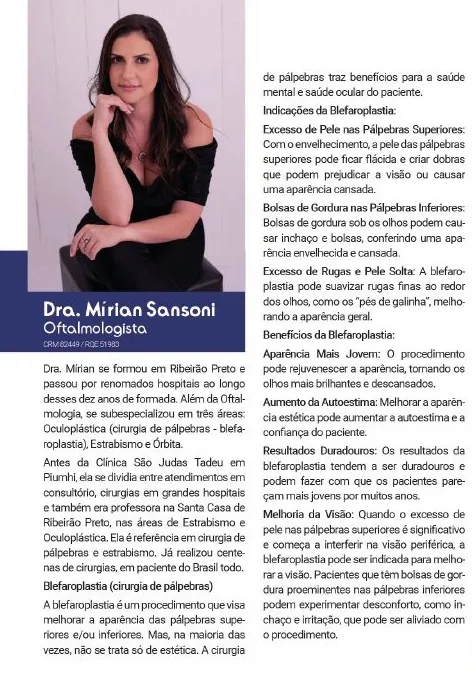 Dra. Mírian Sansoni
Oftalmologista
CRM 82449 / RQE 51983
Dra. Mírian se formou em Ribeirão Preto e
passou por renomados hospitais ao longo
desses dez anos de formada. Além da Oftal-
mologia, se subespecializou em três áreas:
Oculoplástica (cirurgia de pálpebras - blefa-
roplastia), Estrabismo e Órbita.
Antes da Clínica São Judas Tadeu em
Piumhi, ela se dividia entre atendimentos em
consultório, cirurgias em grandes hospitais
e também era professora na Santa Casa de
Ribeirão Preto, nas áreas de Estrabismo e
Oculoplástica. Ela é referência em cirurgia de
pálpebras e estrabismo. Já realizou cente-
nas de cirurgias, em paciente do Brasil todo.
Blefaroplastia (cirurgia de pálpebras)
A blefaroplastia é um procedimento que visa
melhorar a aparência das pálpebras supe-
riores e/ou inferiores. Mas, na maioria das
vezes, não se trata só de estética. A cirurgia
de pálpebras traz benefícios para a saúde
mental e saúde ocular do paciente.
Indicações da Blefaroplastia:
Excesso de Pele nas Pálpebras Superiores:
Com o envelhecimento, a pele das pálpebras
superiores pode ficar flácida e criar dobras
que podem prejudicar a visão ou causar
uma aparência cansada.
Bolsas de Gordura nas Pálpebras Inferiores:
Bolsas de gordura sob os olhos podem cau-
sar inchaço e bolsas, conferindo uma apa-
rência envelhecida e cansada.
Excesso de Rugas e Pele Solta: A blefaro-
plastia pode suavizar rugas finas ao redor
dos olhos, como os "pés de galinha", melho-
rando a aparência geral.
Benefícios da Blefaroplastia:
Aparência Mais Jovem: O procedimento
pode rejuvenescer a aparência, tornando os
olhos mais brilhantes e descansados.
Aumento da Autoestima: Melhorar a aparên-
cia estética pode aumentar a autoestima e a
confiança do paciente.
Resultados Duradouros: Os resultados da
blefaroplastia tendem a ser duradouros e
podem fazer com que os pacientes pare-
çam mais jovens por muitos anos.
Melhoria da Visão: Quando o excesso de
pele nas pálpebras superiores é significativo
e começa a interferir na visão periférica, a
blefaroplastia pode ser indicada para melho-
rar a visão. Pacientes que têm bolsas de gor-
dura proeminentes nas pálpebras inferiores
podem experimentar desconforto, como in-
chaço e irritação, que pode ser aliviado com
o procedimento.